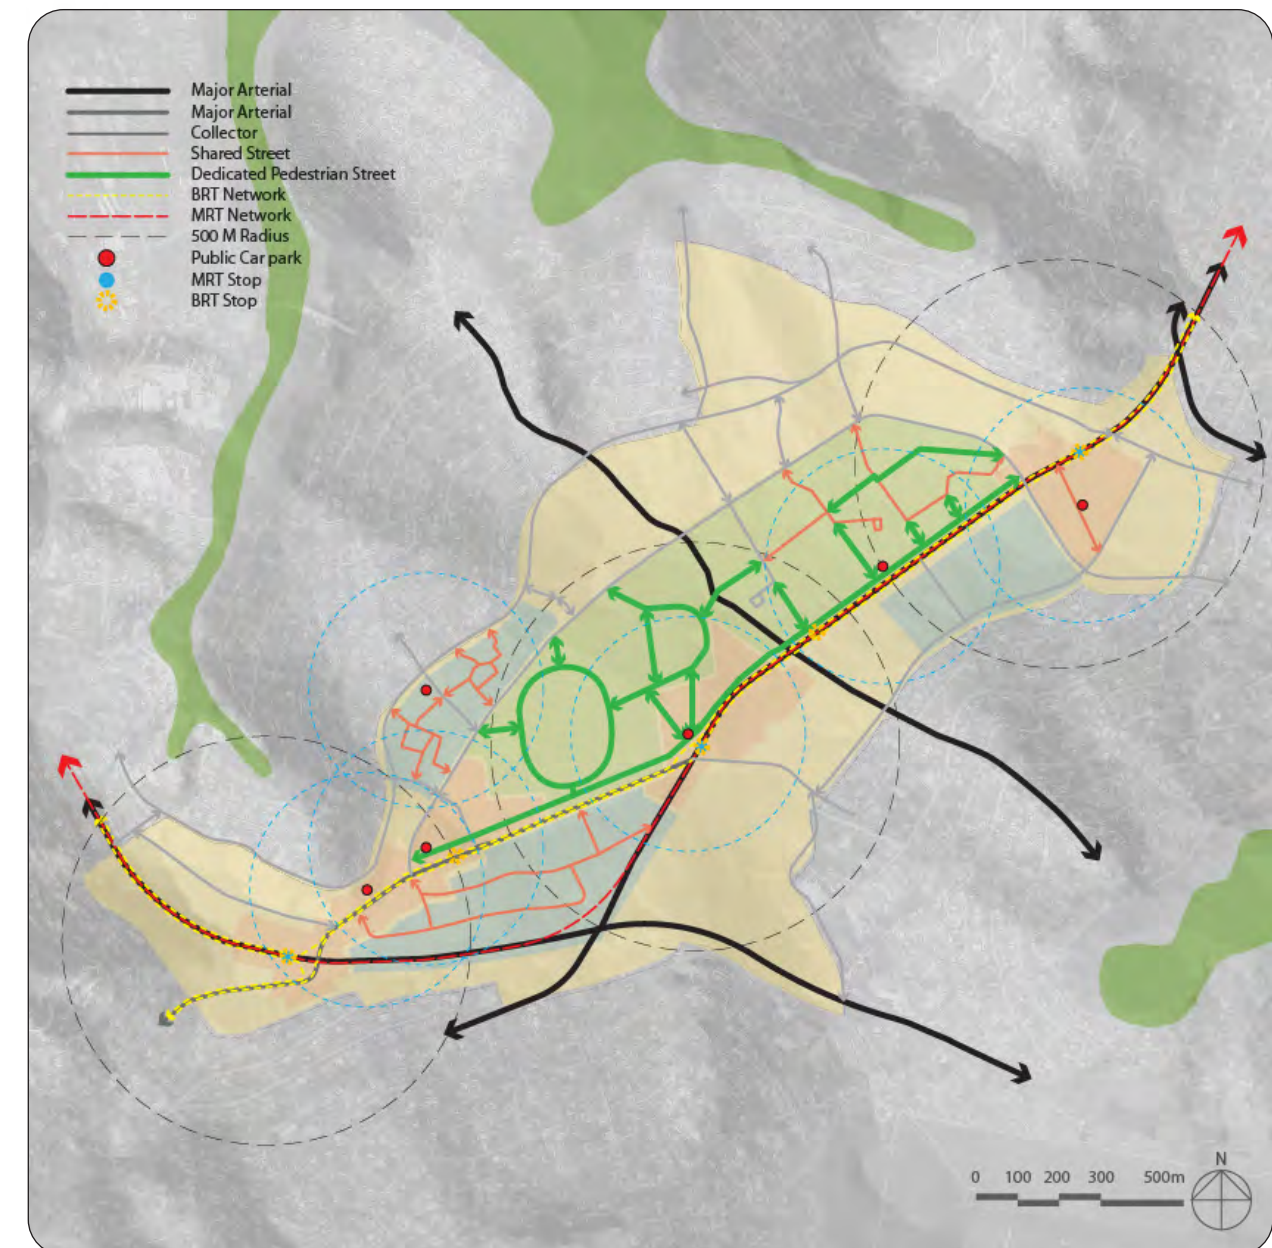 Major Arterial
Major Arterial
Collector
Shared Street
Dedicated Pedestrian Street
BRT Network
MRT Network
500 M Radius
Public Car park
MRT Stop
BRT Stop
N
0 100 200 300 500m